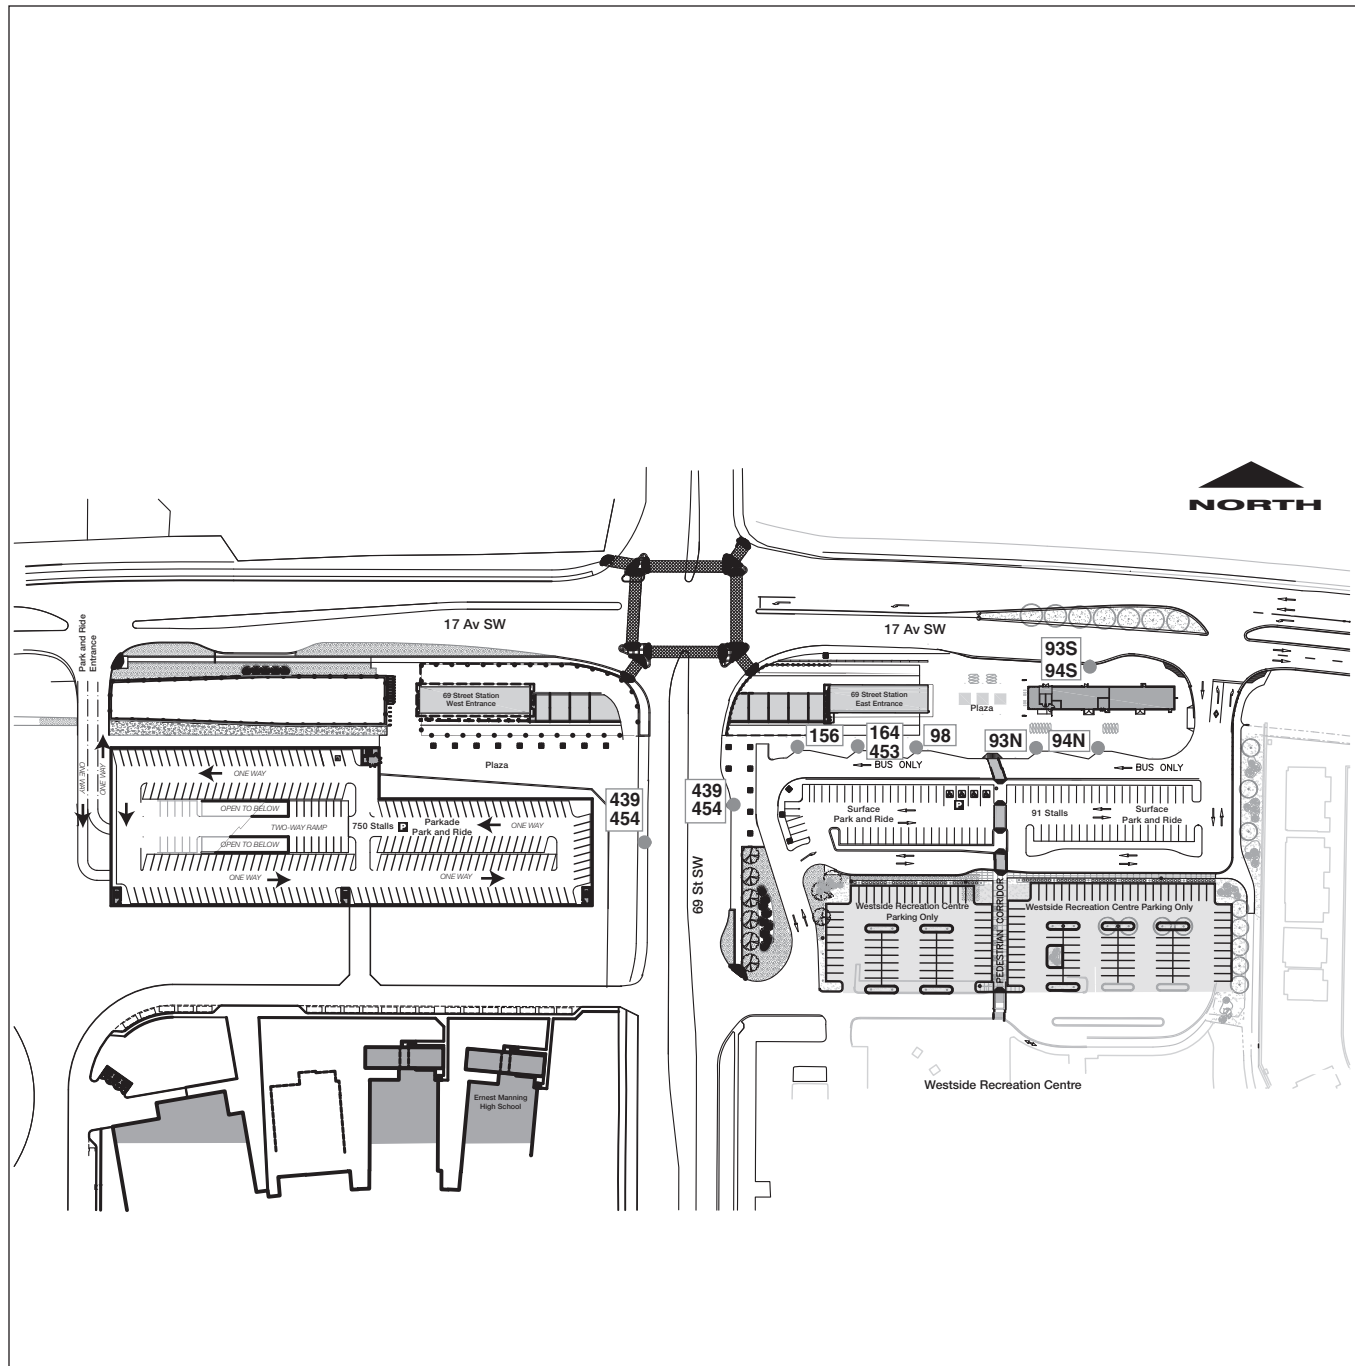 NORTH
17 Av SW
17 Av SW
Park and Ride
Entrance
93S
94S
69 Street Station
West Entrance
69 Street Station
East Entrance
Plaza
156
164
453
98
93N
94N
BUS ONLY
BUS ONLY
Plaza
ONE WAY
ONE WAY
ONE WAY
OPEN TO BELOW
TWO-WAY RAMP
OPEN TO BELOW
750 Stalls P
Parkade
Park and Ride
ONE WAY
ONE WAY
ONE WAY
439
454
439
454
69 St SW
Surface
Park and Ride
P
91 Stalls
Surface
Park and Ride
Westside Recreation Centre
Parking Only
PEDESTRIAN CORRIDOR
Westside Recreation Centre Parking Only
Westside Recreation Centre
Ernest Manning
High School